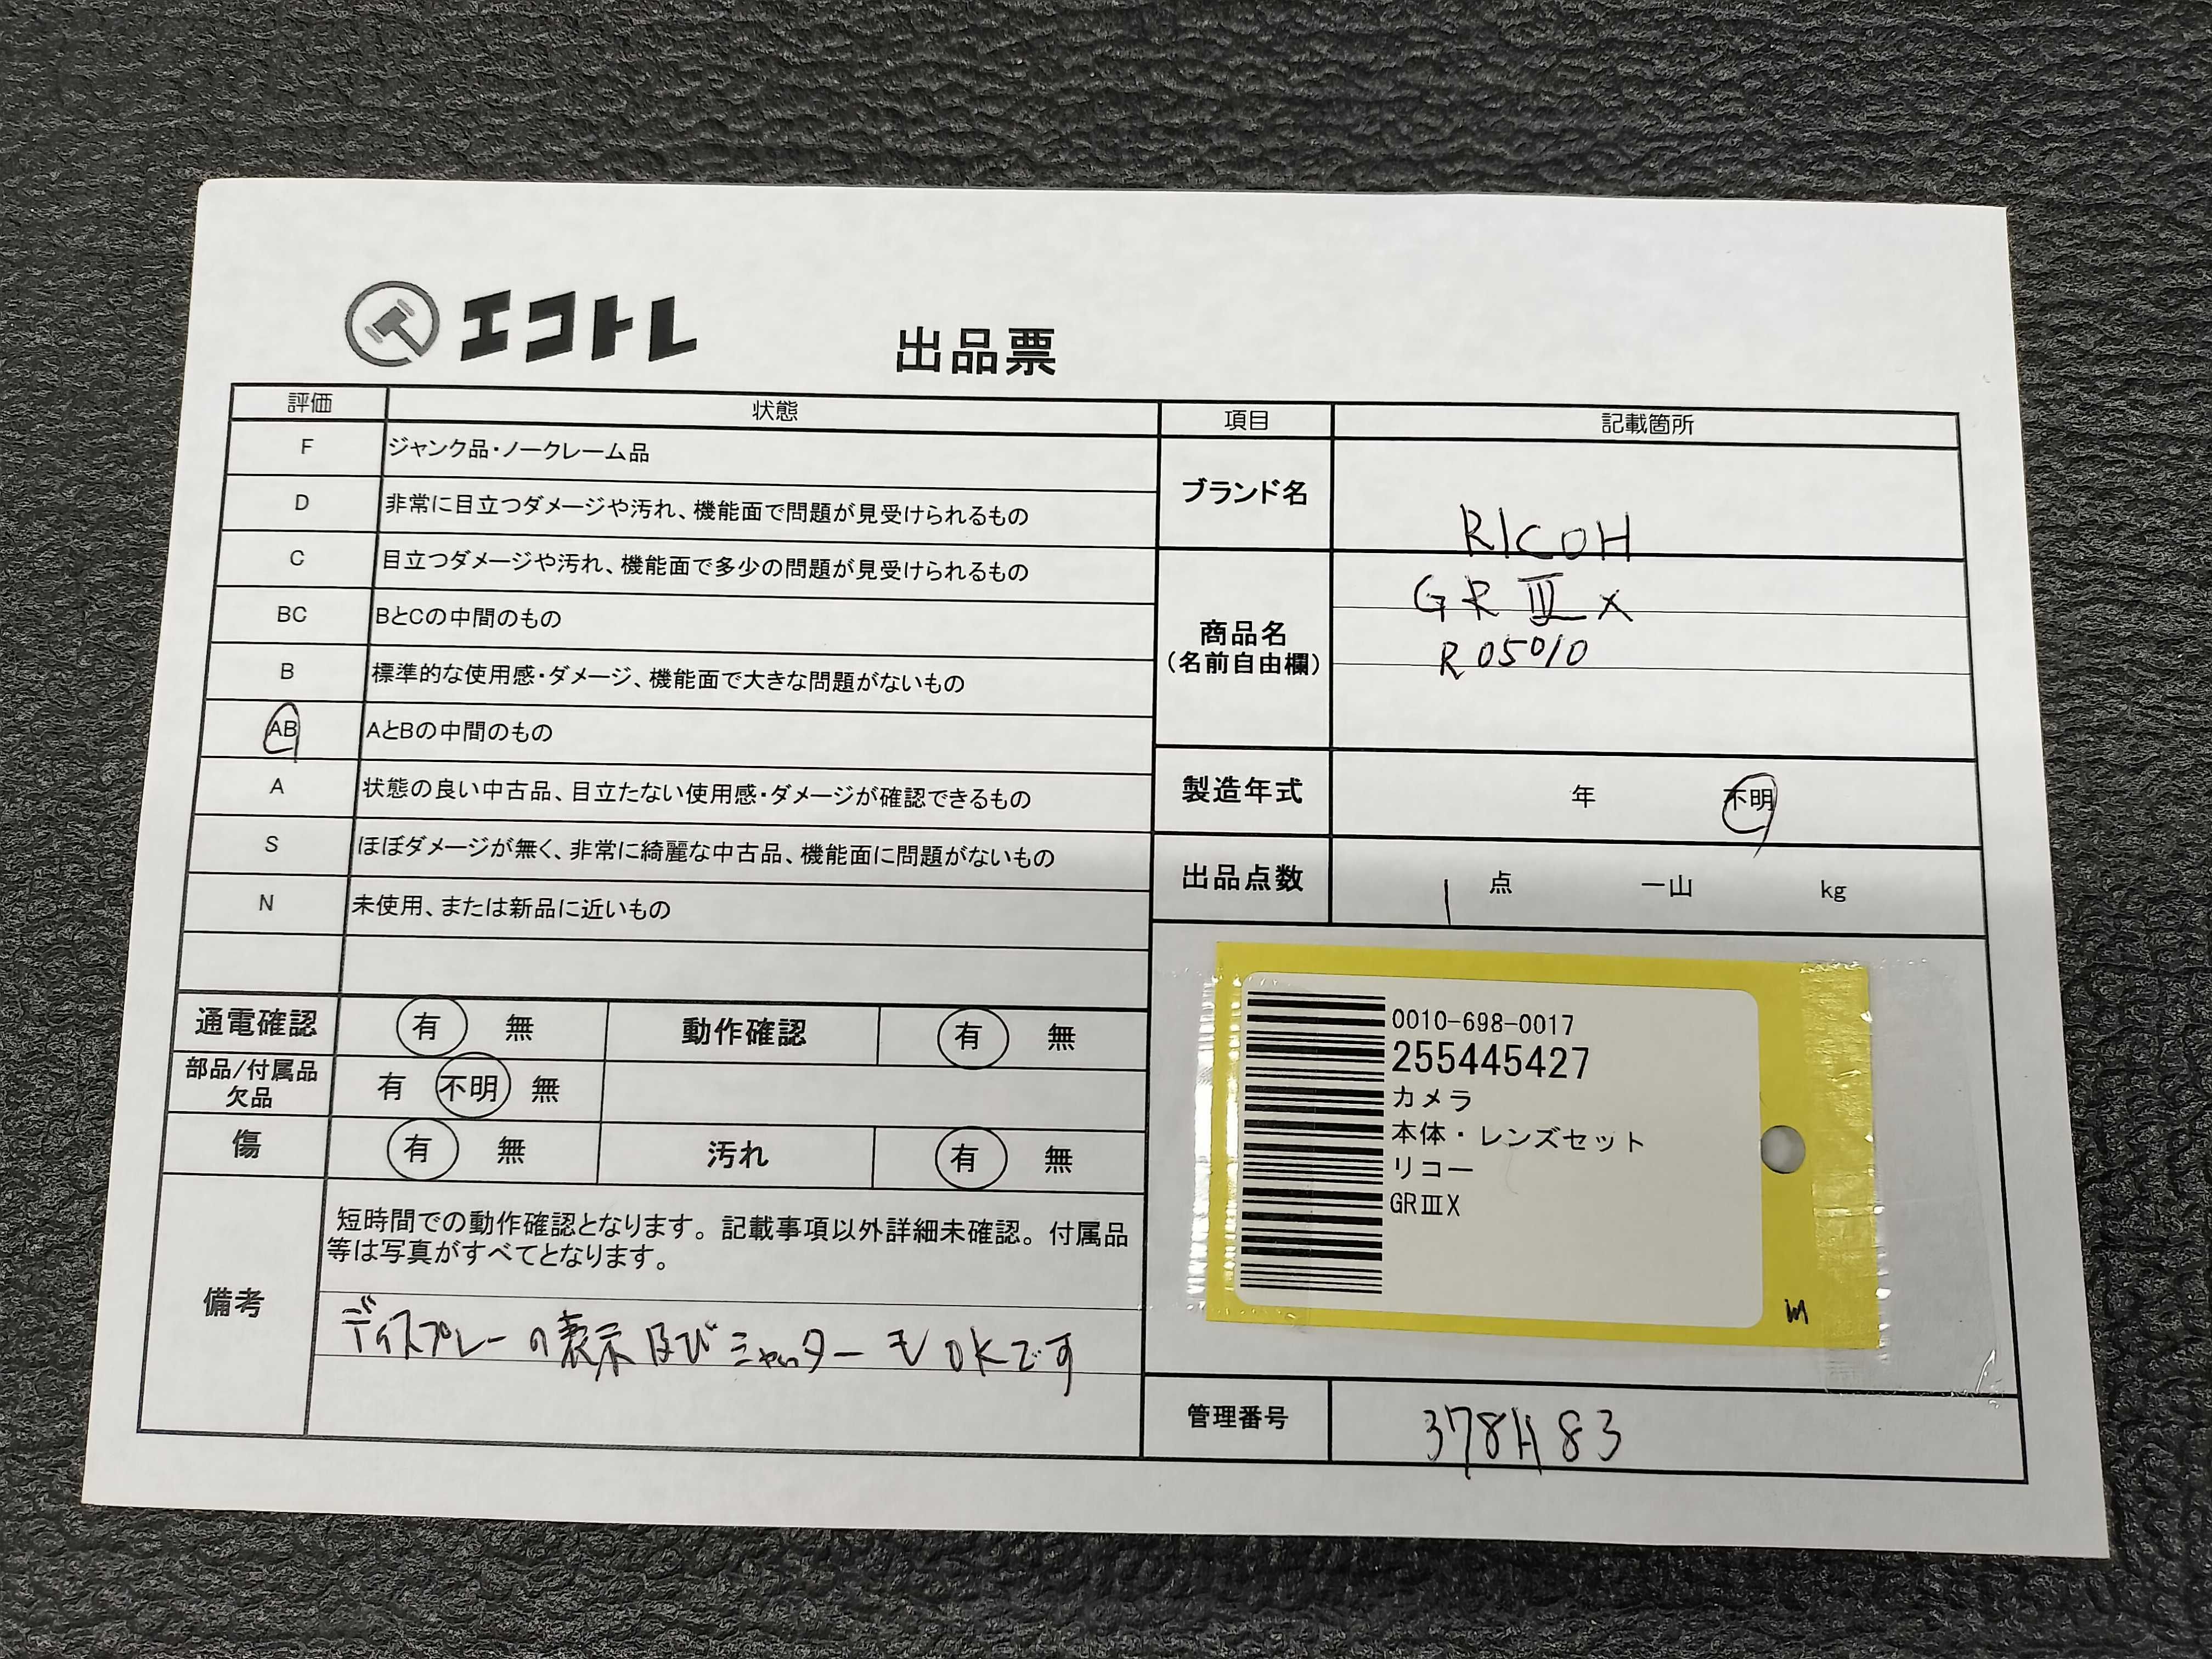 エコトレ
出品票
評価 状態
F ジャンク品・ノークレーム品
D 非常に目立つダメージや汚れ、機能面で問題が見受けられるもの
C 目立つダメージや汚れ、機能面で多少の問題が見受けられるもの
BC BとCの中間のもの
B 標準的な使用感・ダメージ、機能面で大きな問題がないもの
AB AとBの中間のもの
A 状態の良い中古品、目立たない使用感・ダメージが確認できるもの
S ほぼダメージが無く、非常に綺麗な中古品、機能面に問題がないもの
N 未使用、または新品に近いもの
通電確認 有 無 動作確認 有 無
部品/付属品
欠品 有 不明 無
傷 有 無 汚れ 有 無
備考
短時間での動作確認となります。記載事項以外詳細未確認。付属品
等は写真がすべてとなります。
ディスプレーの表示及びシャッターもOKです
項目 記載箇所
ブランド名 RICOH
商品名
(名前自由欄)
GR III X
R05010
製造年式 年 不明
出品点数 1 点 一山 kg
0010-698-0017
255445427
カメラ
本体・レンズセット
リコー
GRⅢX
管理番号 378H83